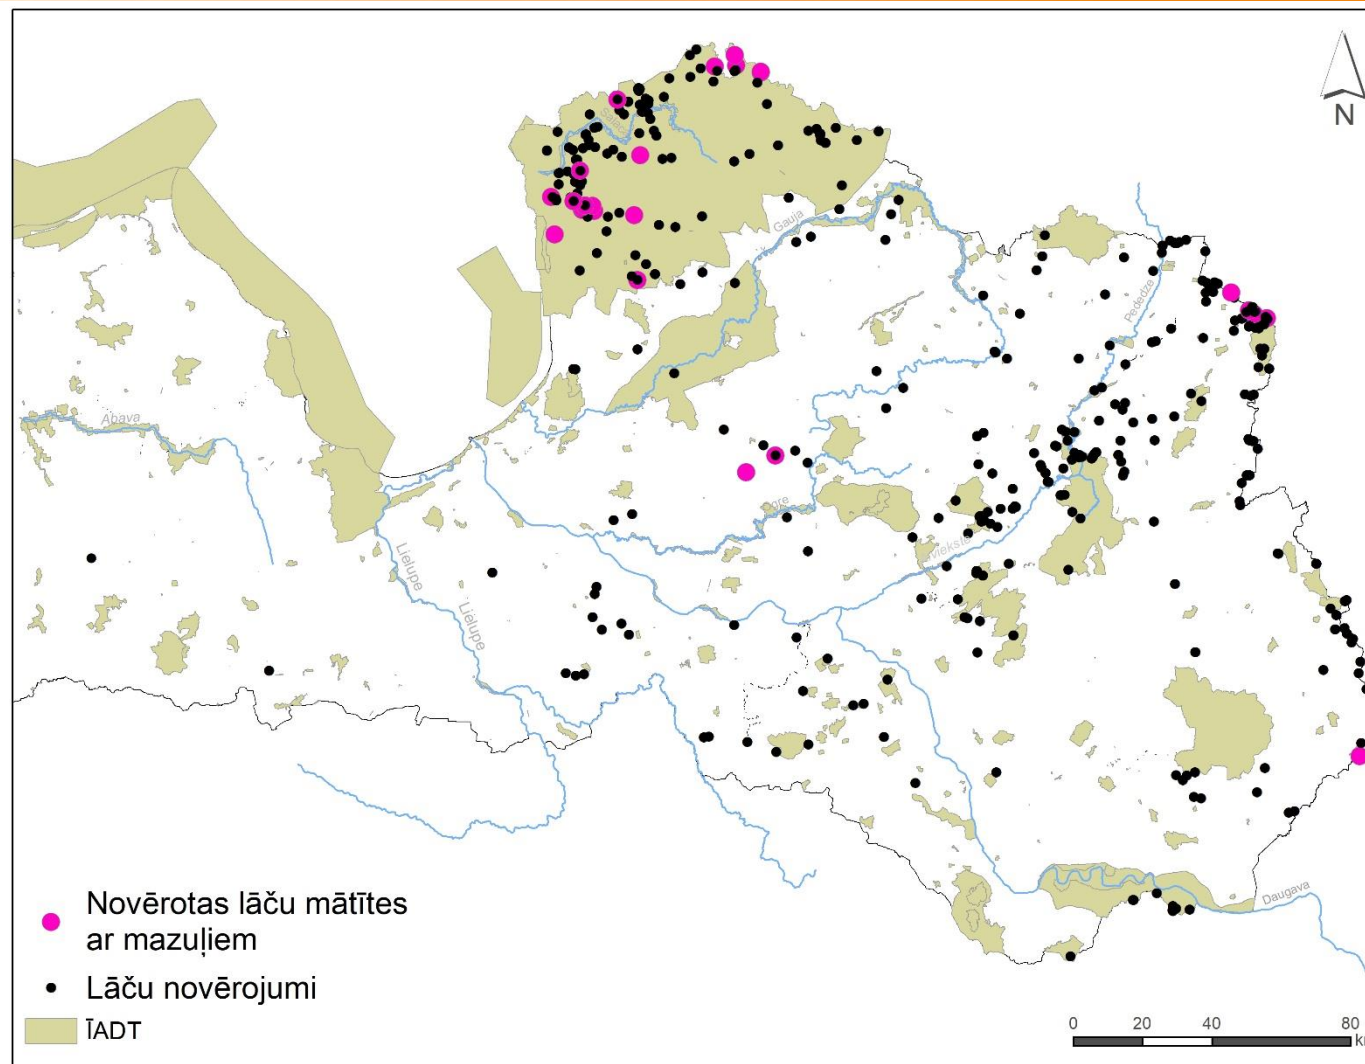 N
Salaca
Gauja
Pededze
Abava
Ogre
Aiviekste
Lielupe
Lielupe
Daugava
Novērotas lāču mātītes
ar mazuļiem
Lāču novērojumi
ĪADT
0 20 40 80